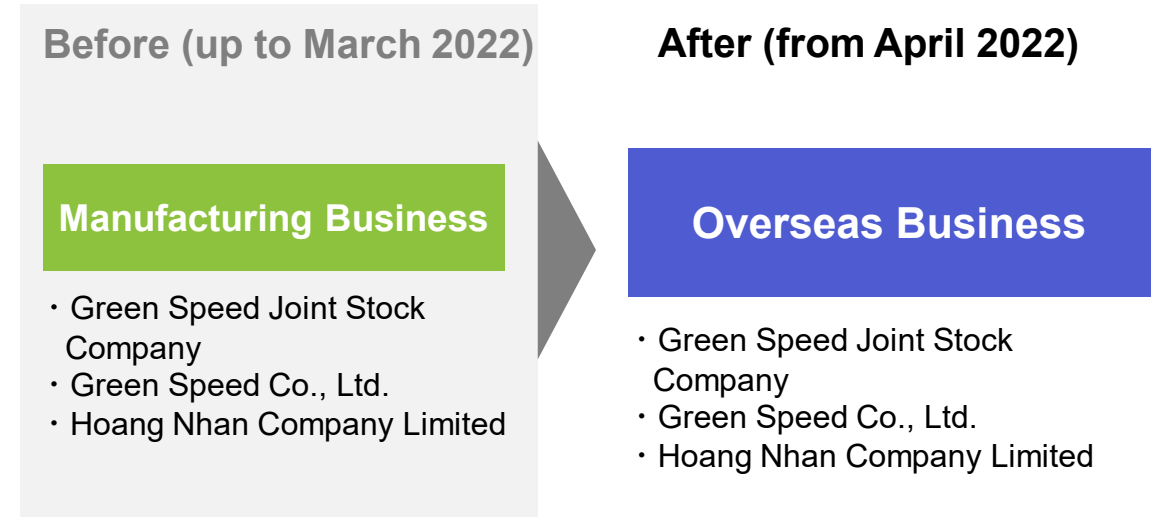 Before (up to March 2022)
After (from April 2022)
Manufacturing Business
・Green Speed Joint Stock
Company
・Green Speed Co., Ltd.
・Hoang Nhan Company Limited
Overseas Business
・Green Speed Joint Stock
Company
・Green Speed Co., Ltd.
・Hoang Nhan Company Limited